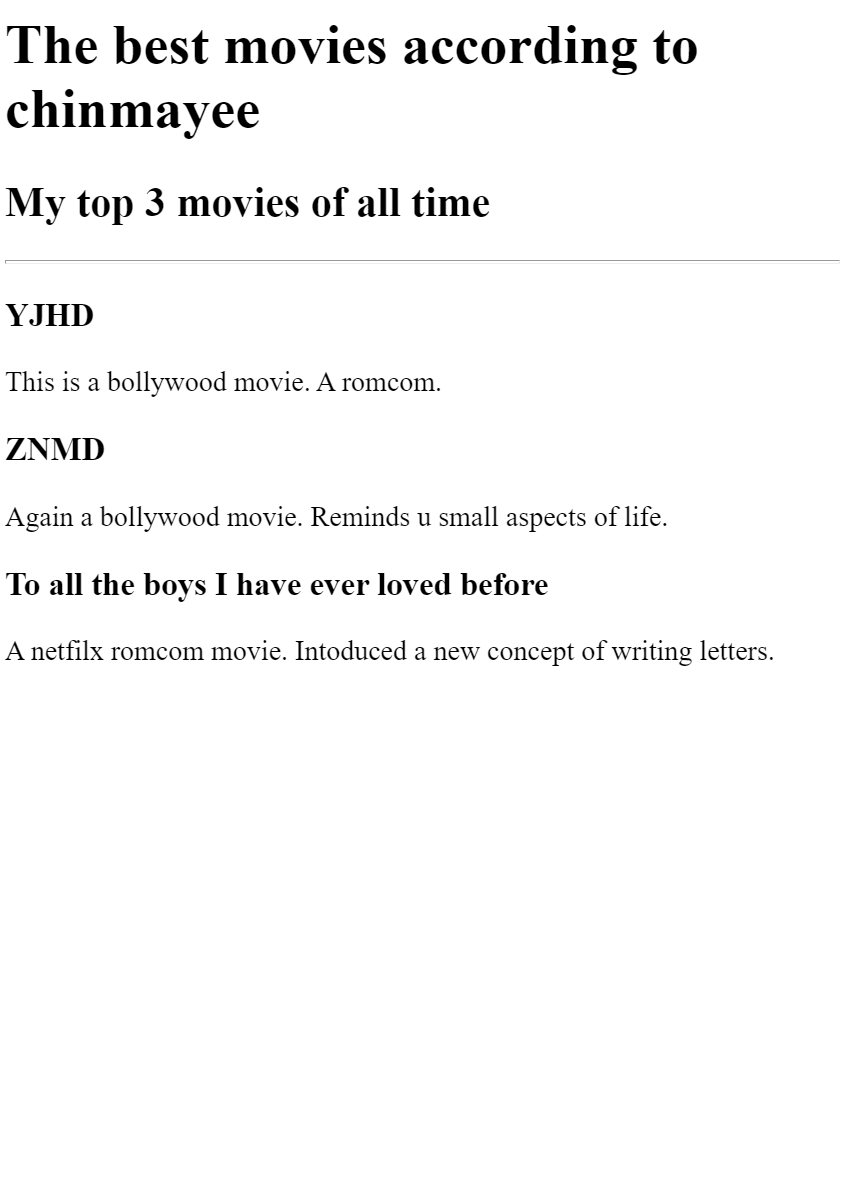 The best movies according to
chinmayee
My top 3 movies of all time
YJHD
This is a bollywood movie. A romcom.
ZNMD
Again a bollywood movie. Reminds u small aspects of life.
To all the boys I have ever loved before
A netfilx romcom movie. Intoduced a new concept of writing letters.